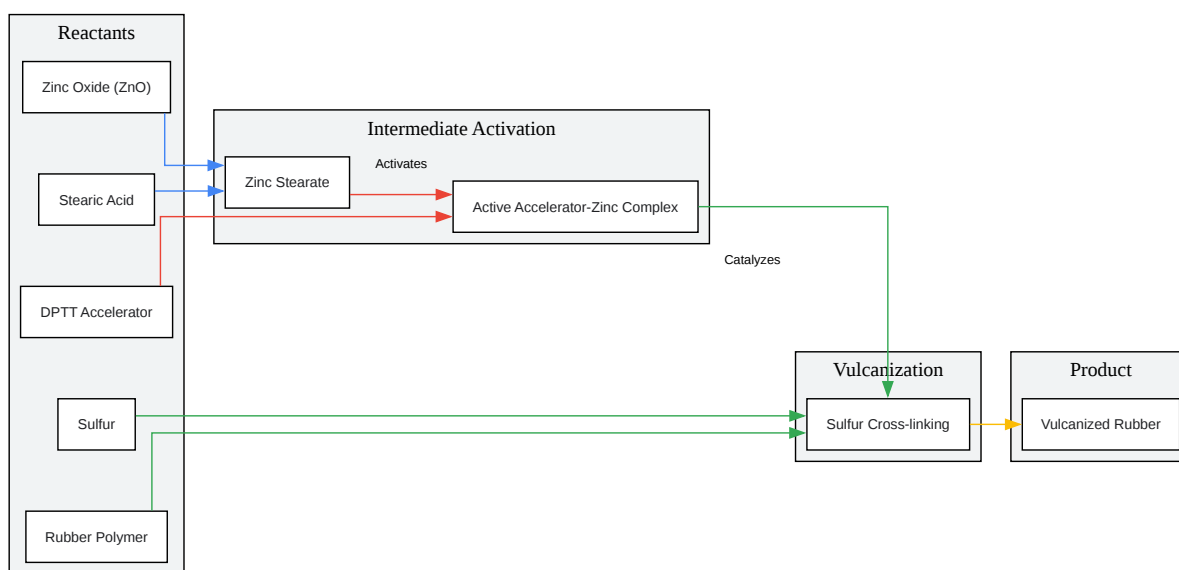 Reactants
Zinc Oxide (ZnO)
Intermediate Activation
Activates
Zinc Stearate
Stearic Acid
Active Accelerator-Zinc Complex
Catalyzes
DPTT Accelerator
Vulcanization
Product
Sulfur
Sulfur Cross-linking
Vulcanized Rubber
Rubber Polymer